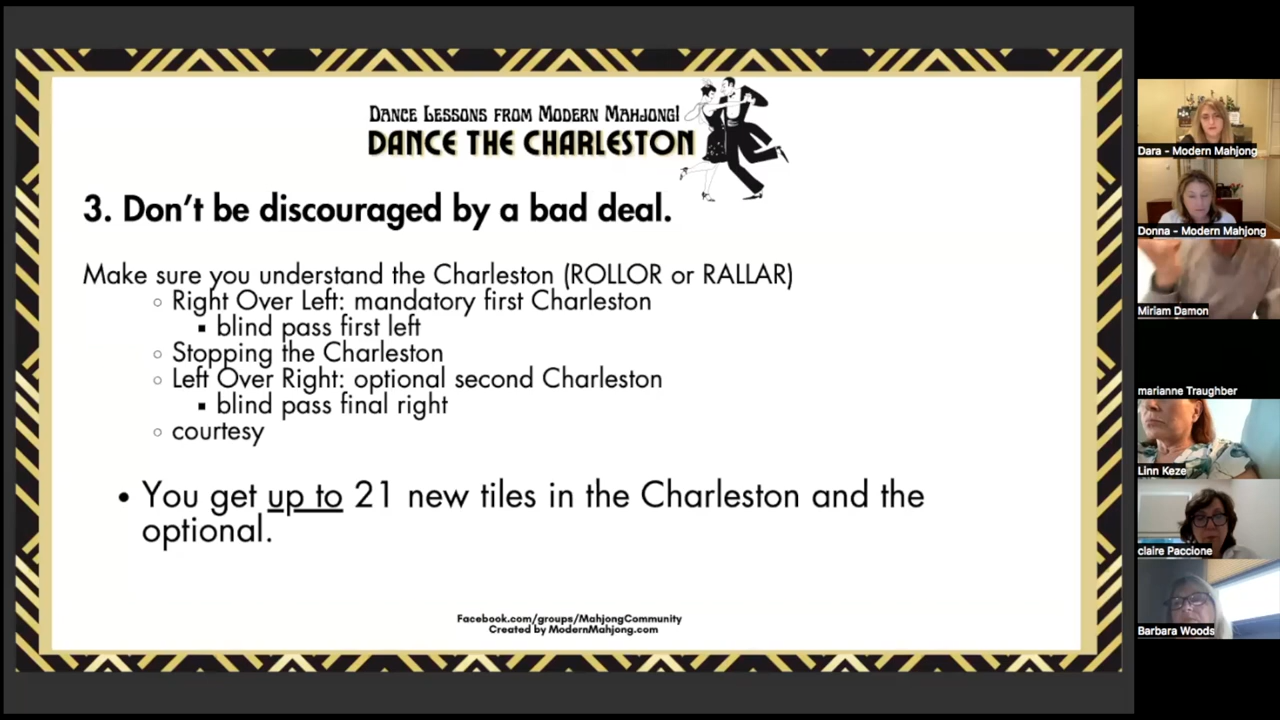 DANCE LESSONS FROM MODERN MAHJONG!
DANCE THE CHARLESTON
3. Don't be discouraged by a bad deal.
Make sure you understand the Charleston (ROLLOR or RALLAR)
○ Right Over Left: mandatory first Charleston
▪ blind pass first left
○ Stopping the Charleston
○ Left Over Right: optional second Charleston
▪ blind pass final right
○ courtesy
• You get up to 21 new tiles in the Charleston and the
optional.
Facebook.com/groups/MahjongCommunity
Created by ModernMahjong.com
Dara - Modern Mahjong
Donna - Modern Mahjong
Miriam Damon
marianne Traughber
Linn Keze
claire Paccione
Barbara Woods